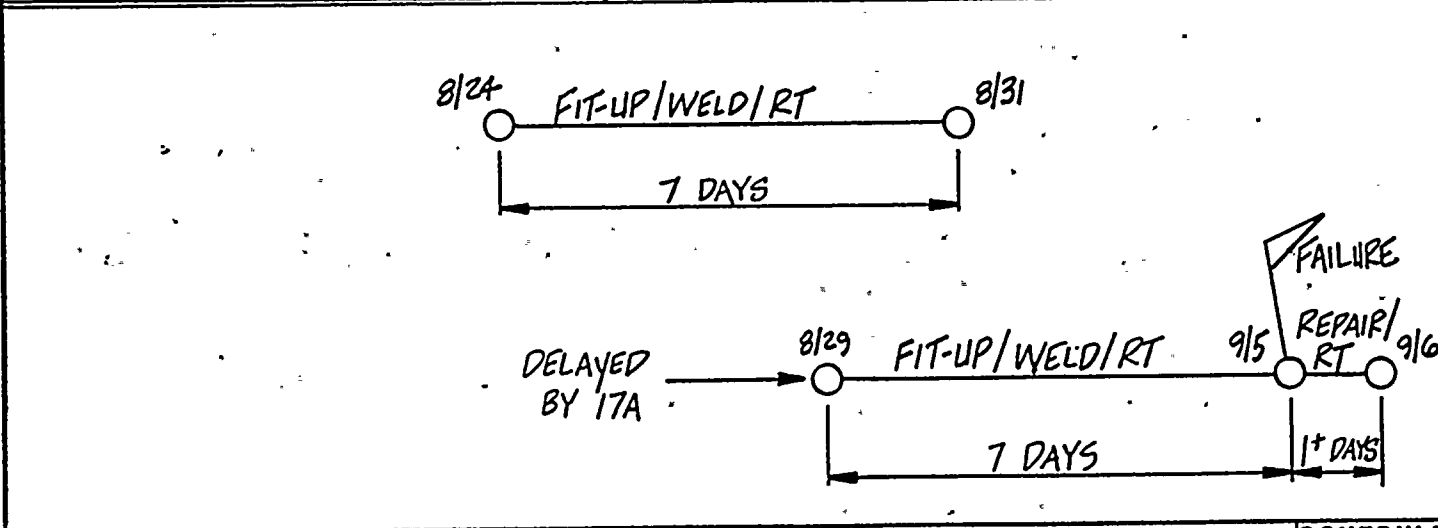 8/24 FIT-UP/WELD/RT 8/31
7 DAYS
FAILURE
DELAYED
BY 17A
8/29 FIT-UP/WELD/RT 9/5
REPAIR/
RT 9/6
7 DAYS
1+ DAYS